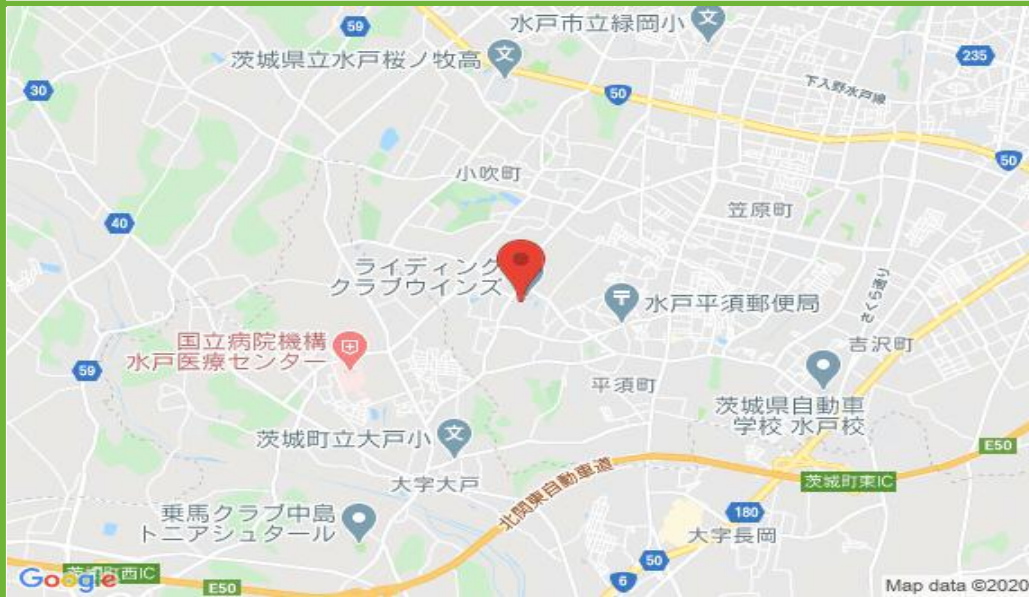 水戸市立緑岡小
59
茨城県立水戸桜ノ牧高
235
30
50
下入野水戸線
50
小吹町
笠原町
40
ライディング
クラブウインズ
水戸平須郵便局
さくら通り
国立病院機構
水戸医療センター
吉沢町
59
平須町
茨城県自動車
学校 水戸校
茨城町立大戸小
E50
茨城町東IC
大字大戸
北関東自動車道
乗馬クラブ中島
トニアシュタール
180
大字長岡
50
茨城町西IC
Google
E50
6
Map data ©2020